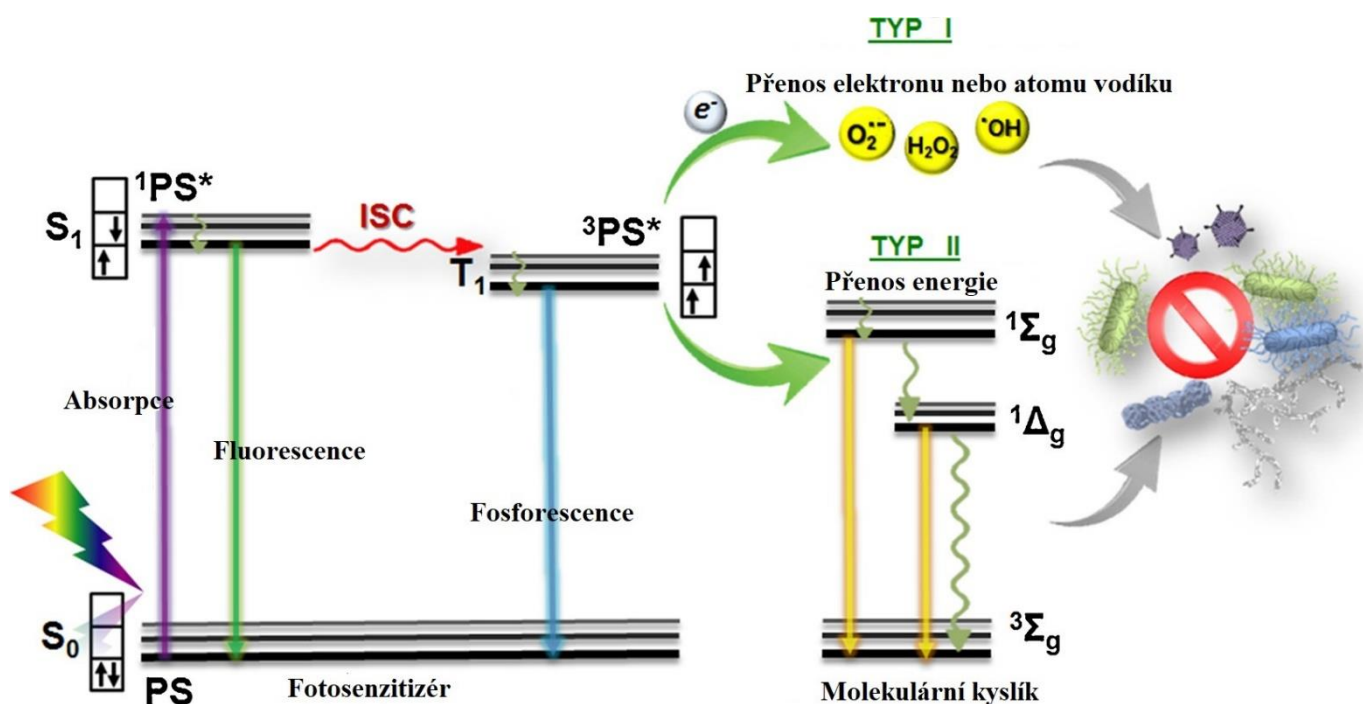 TYP I
Přenos elektronu nebo atomu vodíku
e⁻
O₂•⁻
H₂O₂
•OH
¹PS*
S₁
ISC
³PS*
T₁
TYP II
Přenos energie
¹Σg
¹Δg
Absorpce
Fluorescence
Fosforescence
S₀
³Σg
PS
Fotosenzitizér
Molekulární kyslík